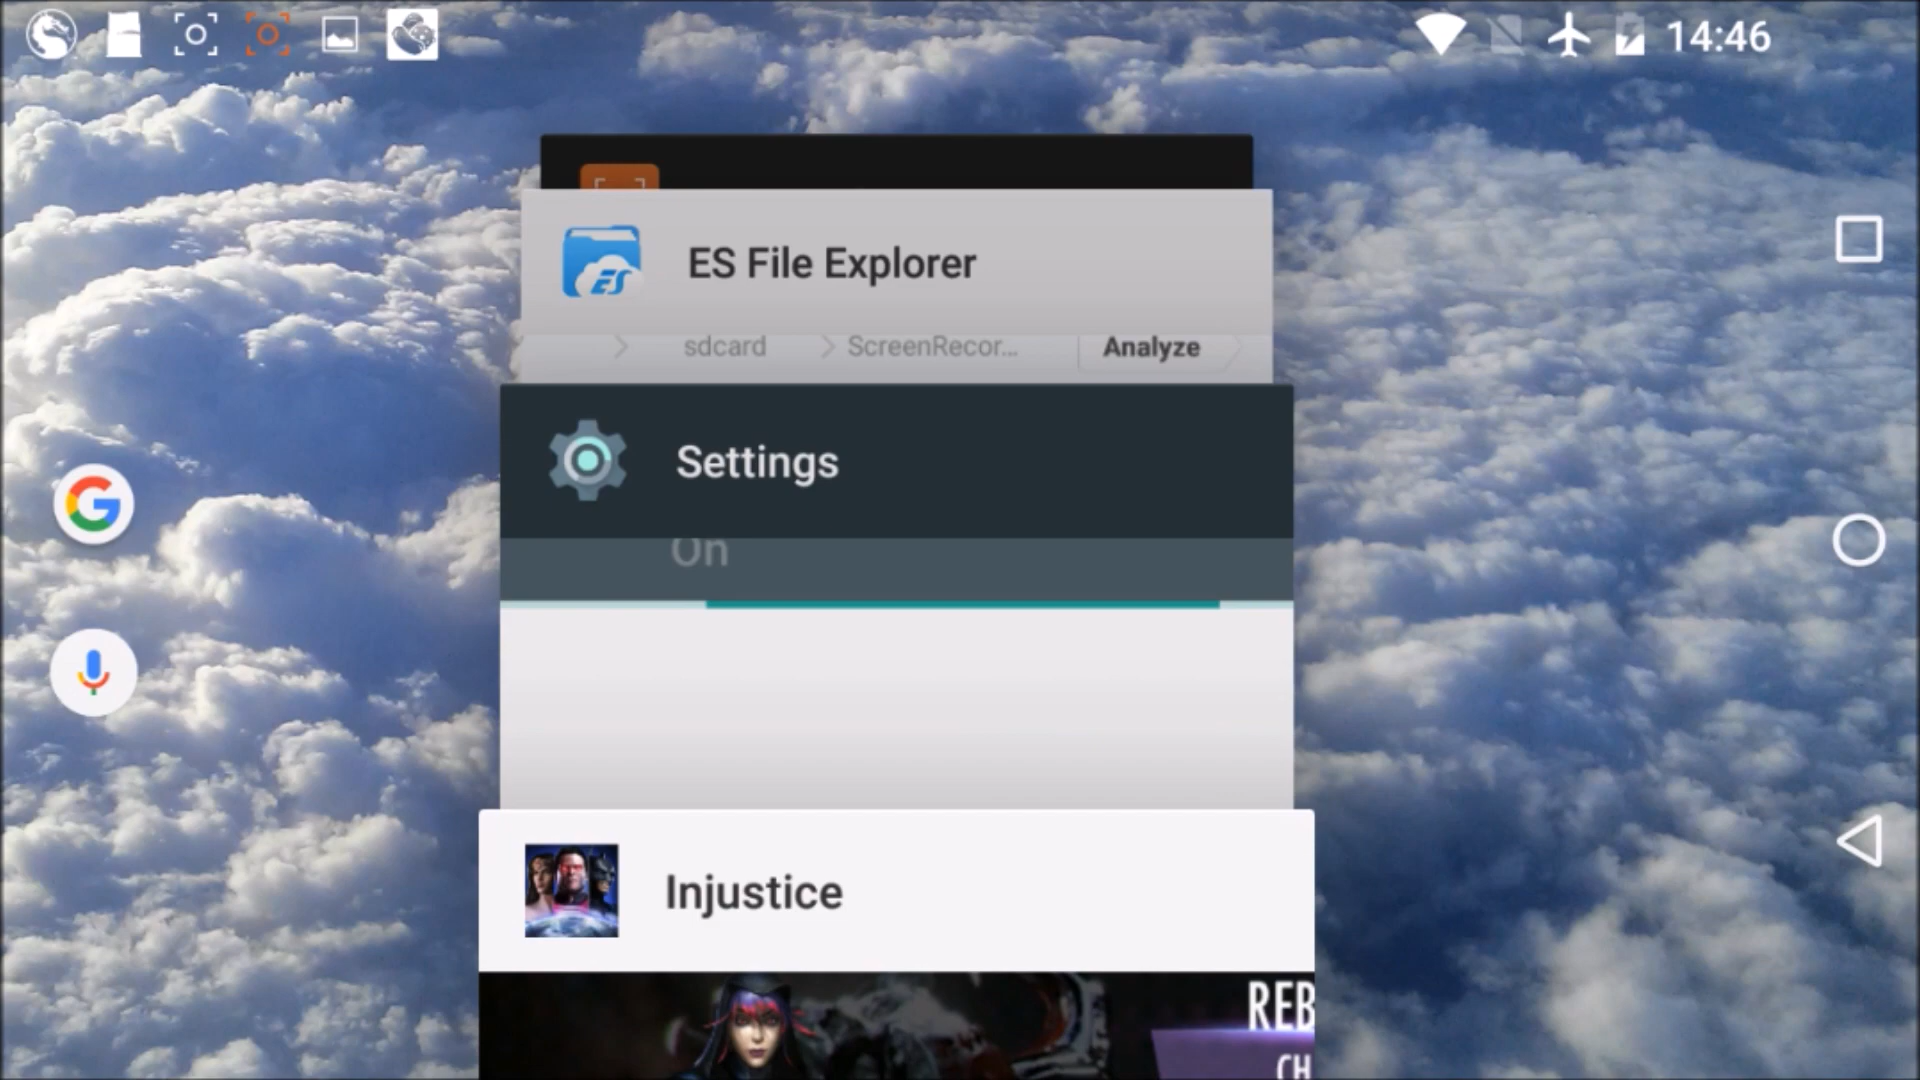 14:46
ES File Explorer
sdcard
ScreenRecor...
Analyze
Settings
On
Injustice
REB
CH